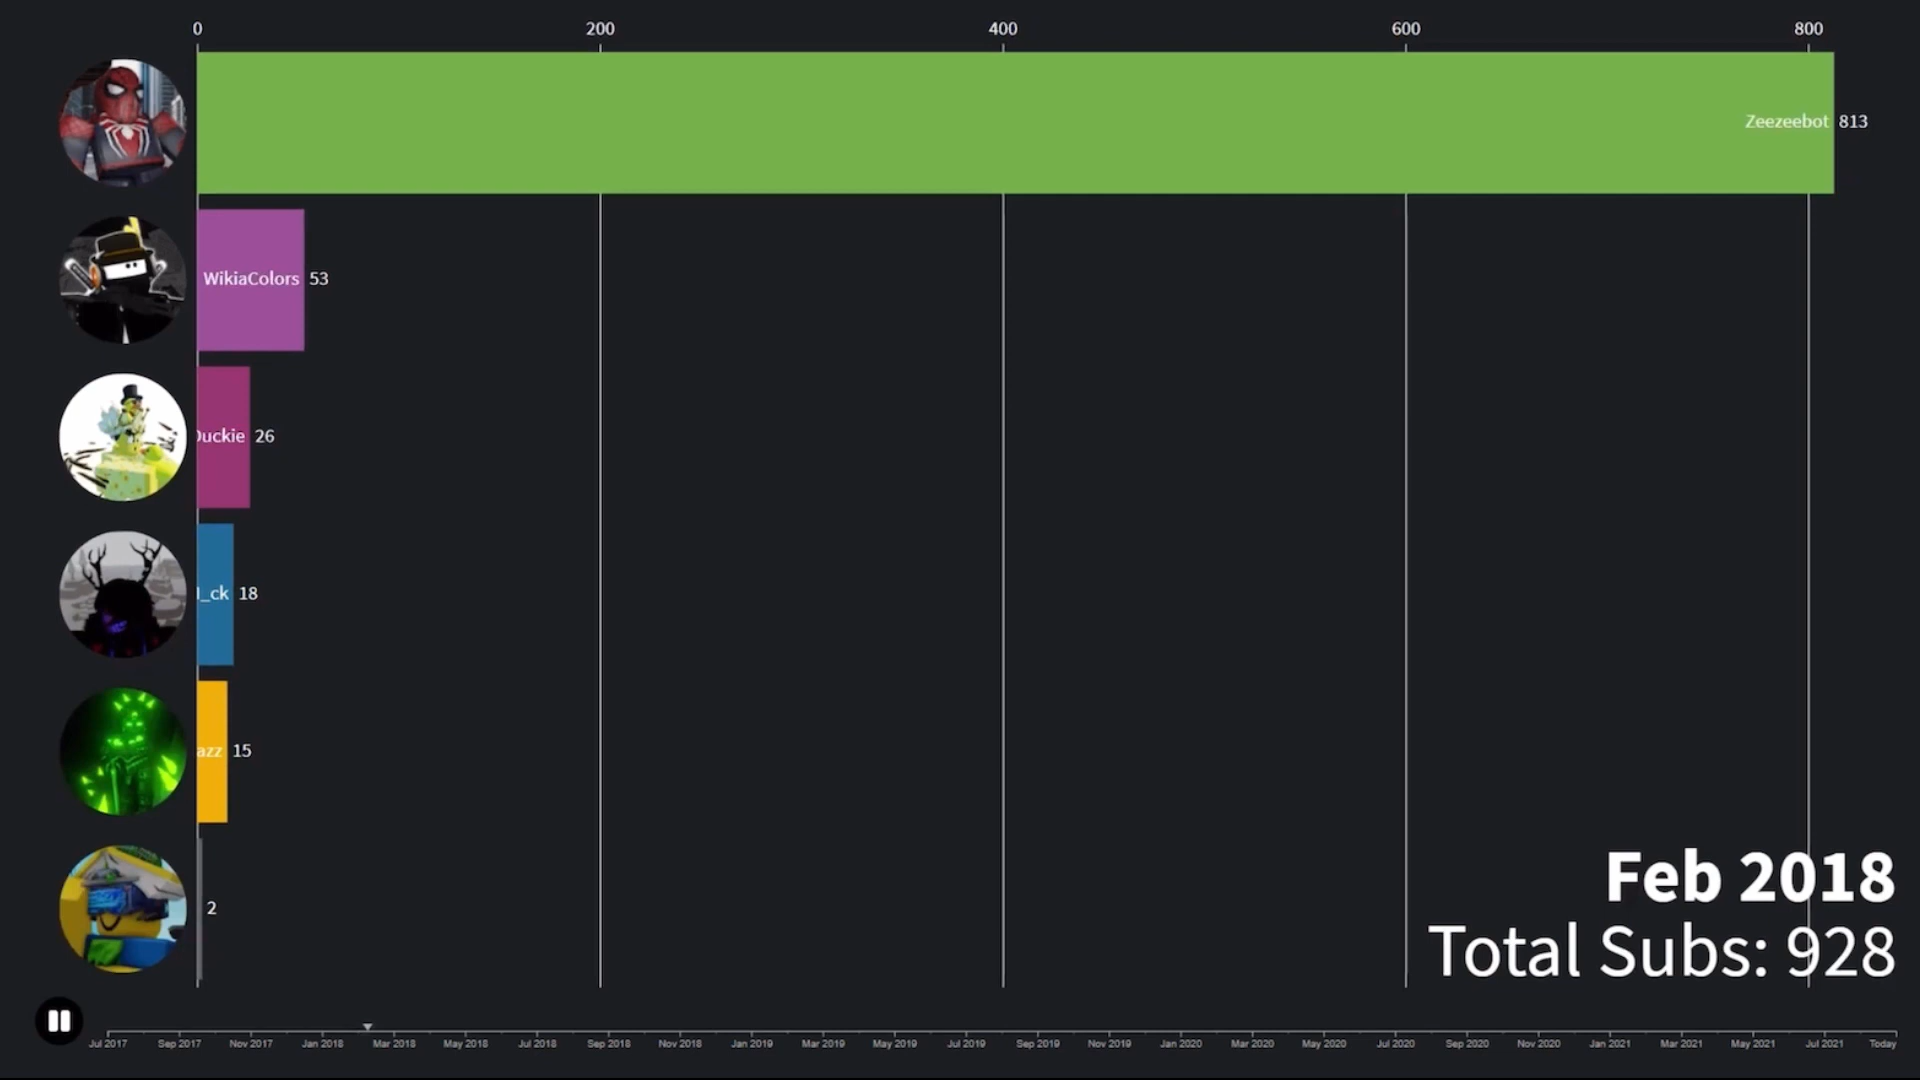 0 200 400 600 800
Zeezeebot 813
WikiaColors 53
Duckie 26
_ck 18
azz 15
2
Feb 2018
Total Subs: 928
Jul 2017 Sep 2017 Nov 2017 Jan 2018 Mar 2018 May 2018 Jul 2018 Sep 2018 Nov 2018 Jan 2019 Mar 2019 May 2019 Jul 2019 Sep 2019 Nov 2019 Jan 2020 Mar 2020 May 2020 Jul 2020 Sep 2020 Nov 2020 Jan 2021 Mar 2021 May 2021 Jul 2021 Today